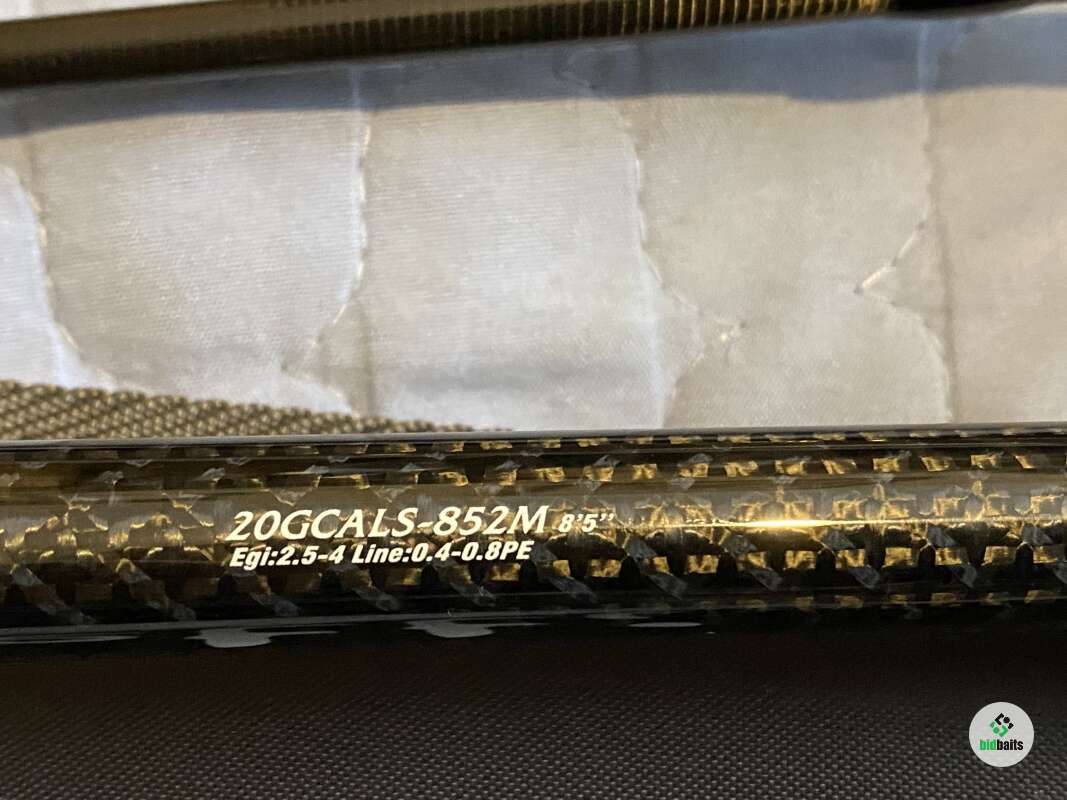 20GCALS-852M 8'5"
Egi:2.5-4 Line:0.4-0.8PE
bidbaits